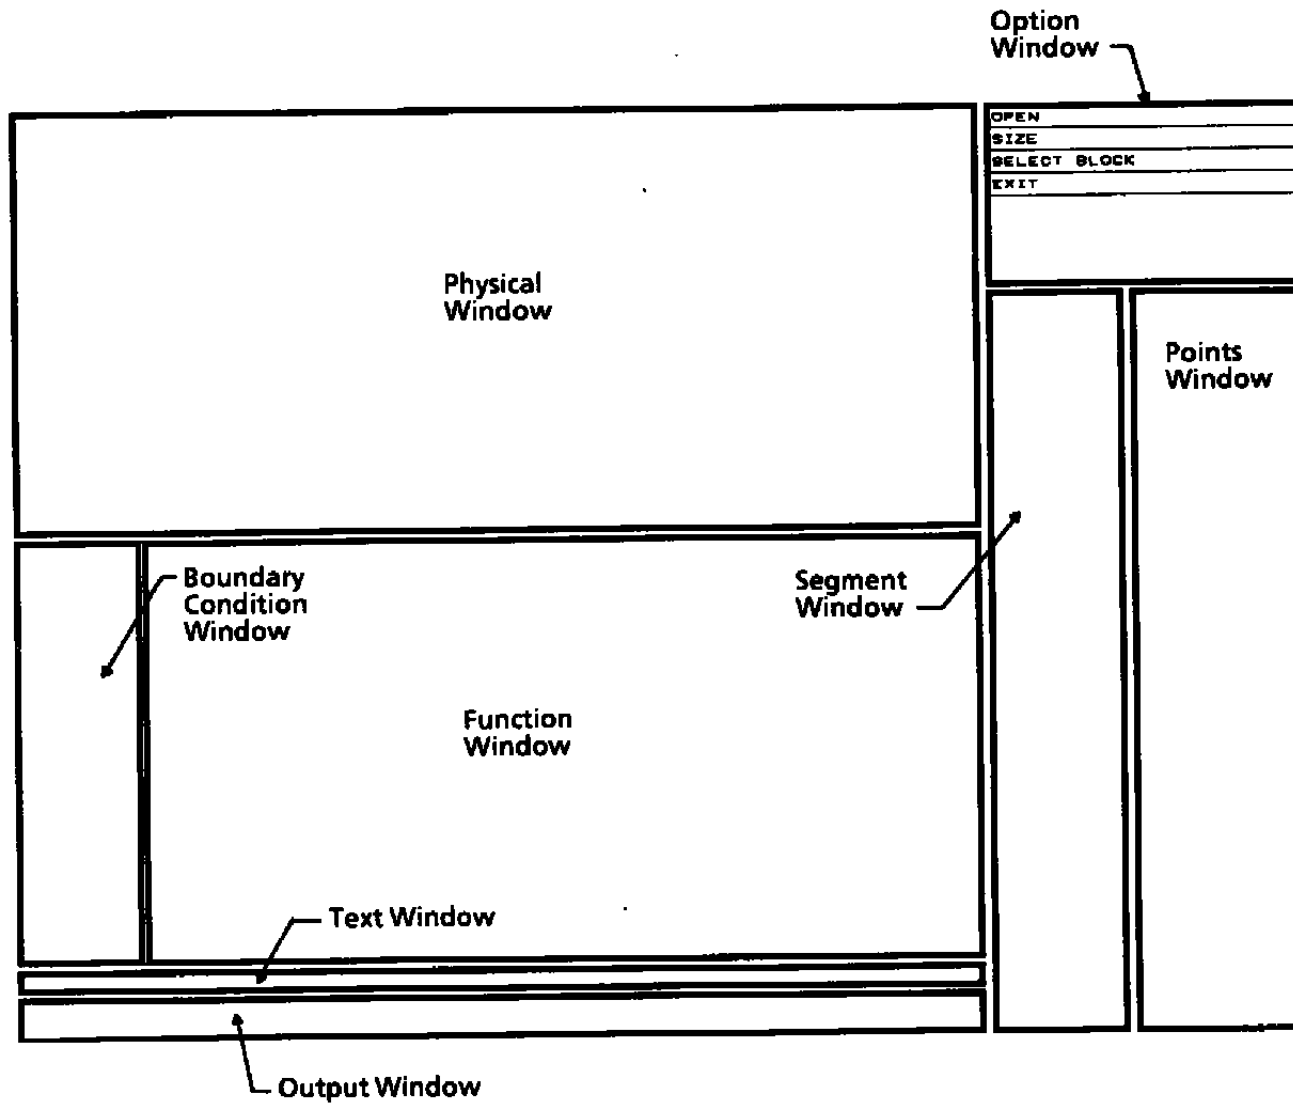 Option
Window
OPEN
SIZE
SELECT BLOCK
EXIT
Physical
Window
Points
Window
Boundary
Condition
Window
Segment
Window
Function
Window
Text Window
Output Window